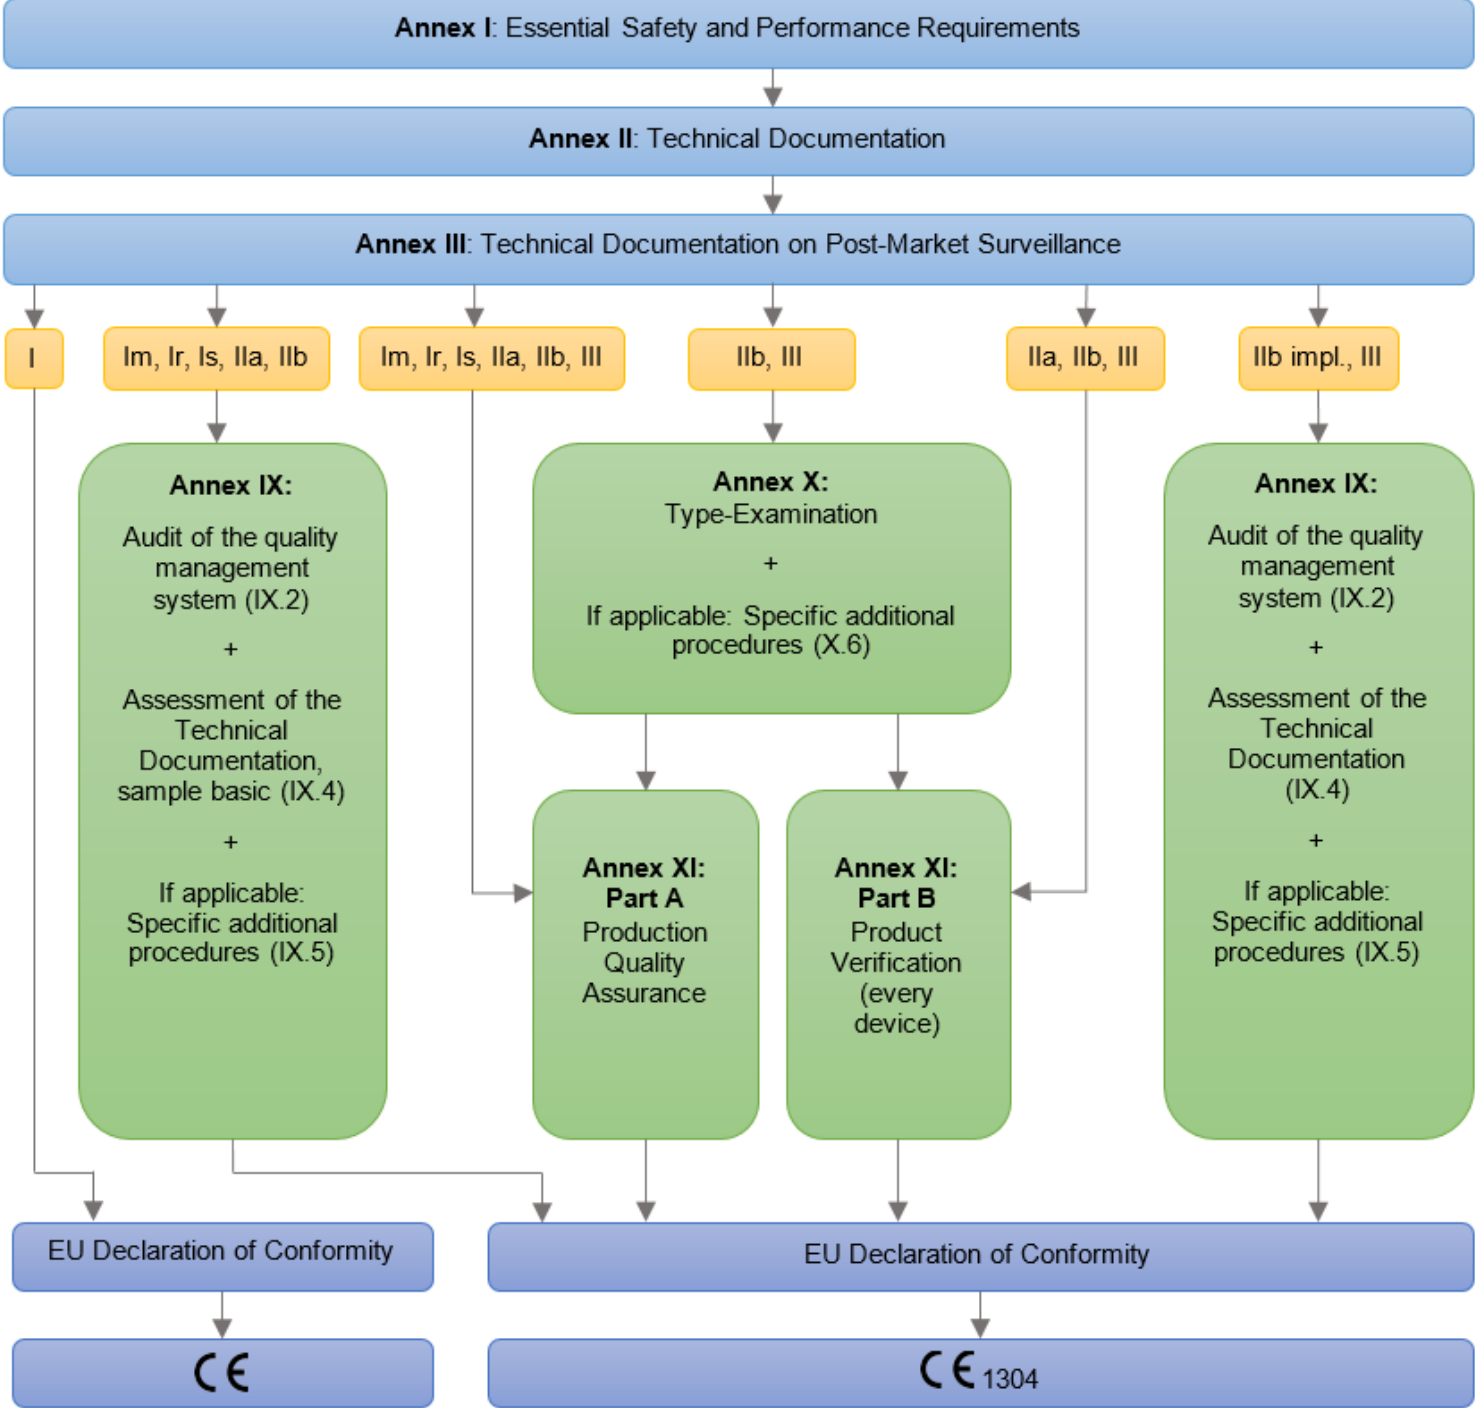 Annex I: Essential Safety and Performance Requirements
Annex II: Technical Documentation
Annex III: Technical Documentation on Post-Market Surveillance
I
Im, Ir, Is, IIa, IIb
Im, Ir, Is, IIa, IIb, III
IIb, III
IIa, IIb, III
IIb impl., III
Annex IX:
Audit of the quality
management
system (IX.2)
+
Assessment of the
Technical
Documentation,
sample basic (IX.4)
+
If applicable:
Specific additional
procedures (IX.5)
Annex X:
Type-Examination
+
If applicable: Specific additional
procedures (X.6)
Annex XI:
Part A
Production
Quality
Assurance
Annex XI:
Part B
Product
Verification
(every
device)
Annex IX:
Audit of the quality
management
system (IX.2)
+
Assessment of the
Technical
Documentation
(IX.4)
+
If applicable:
Specific additional
procedures (IX.5)
EU Declaration of Conformity
EU Declaration of Conformity
CE
CE 1304